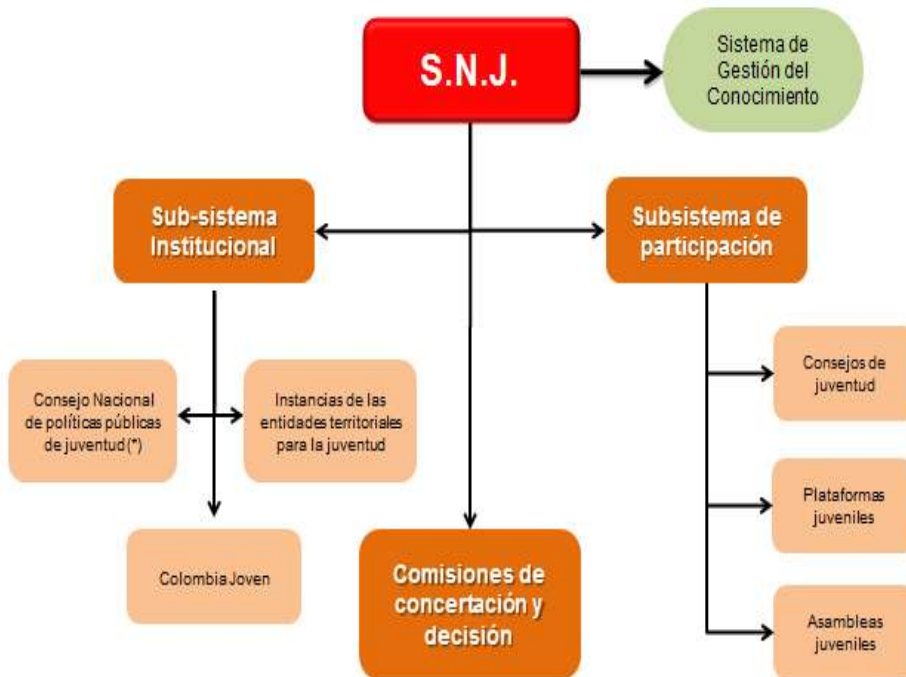 S.N.J.
Sistema de
Gestión del
Conocimiento
Sub-sistema
Institucional
Subsistema de
participación
Consejo Nacional
de políticas públicas
de juventud (*)
Instancias de las
entidades territoriales
para la juventud
Colombia Joven
Comisiones de
concertación y
decisión
Consejos de
juventud
Plataformas
juveniles
Asambleas
juveniles